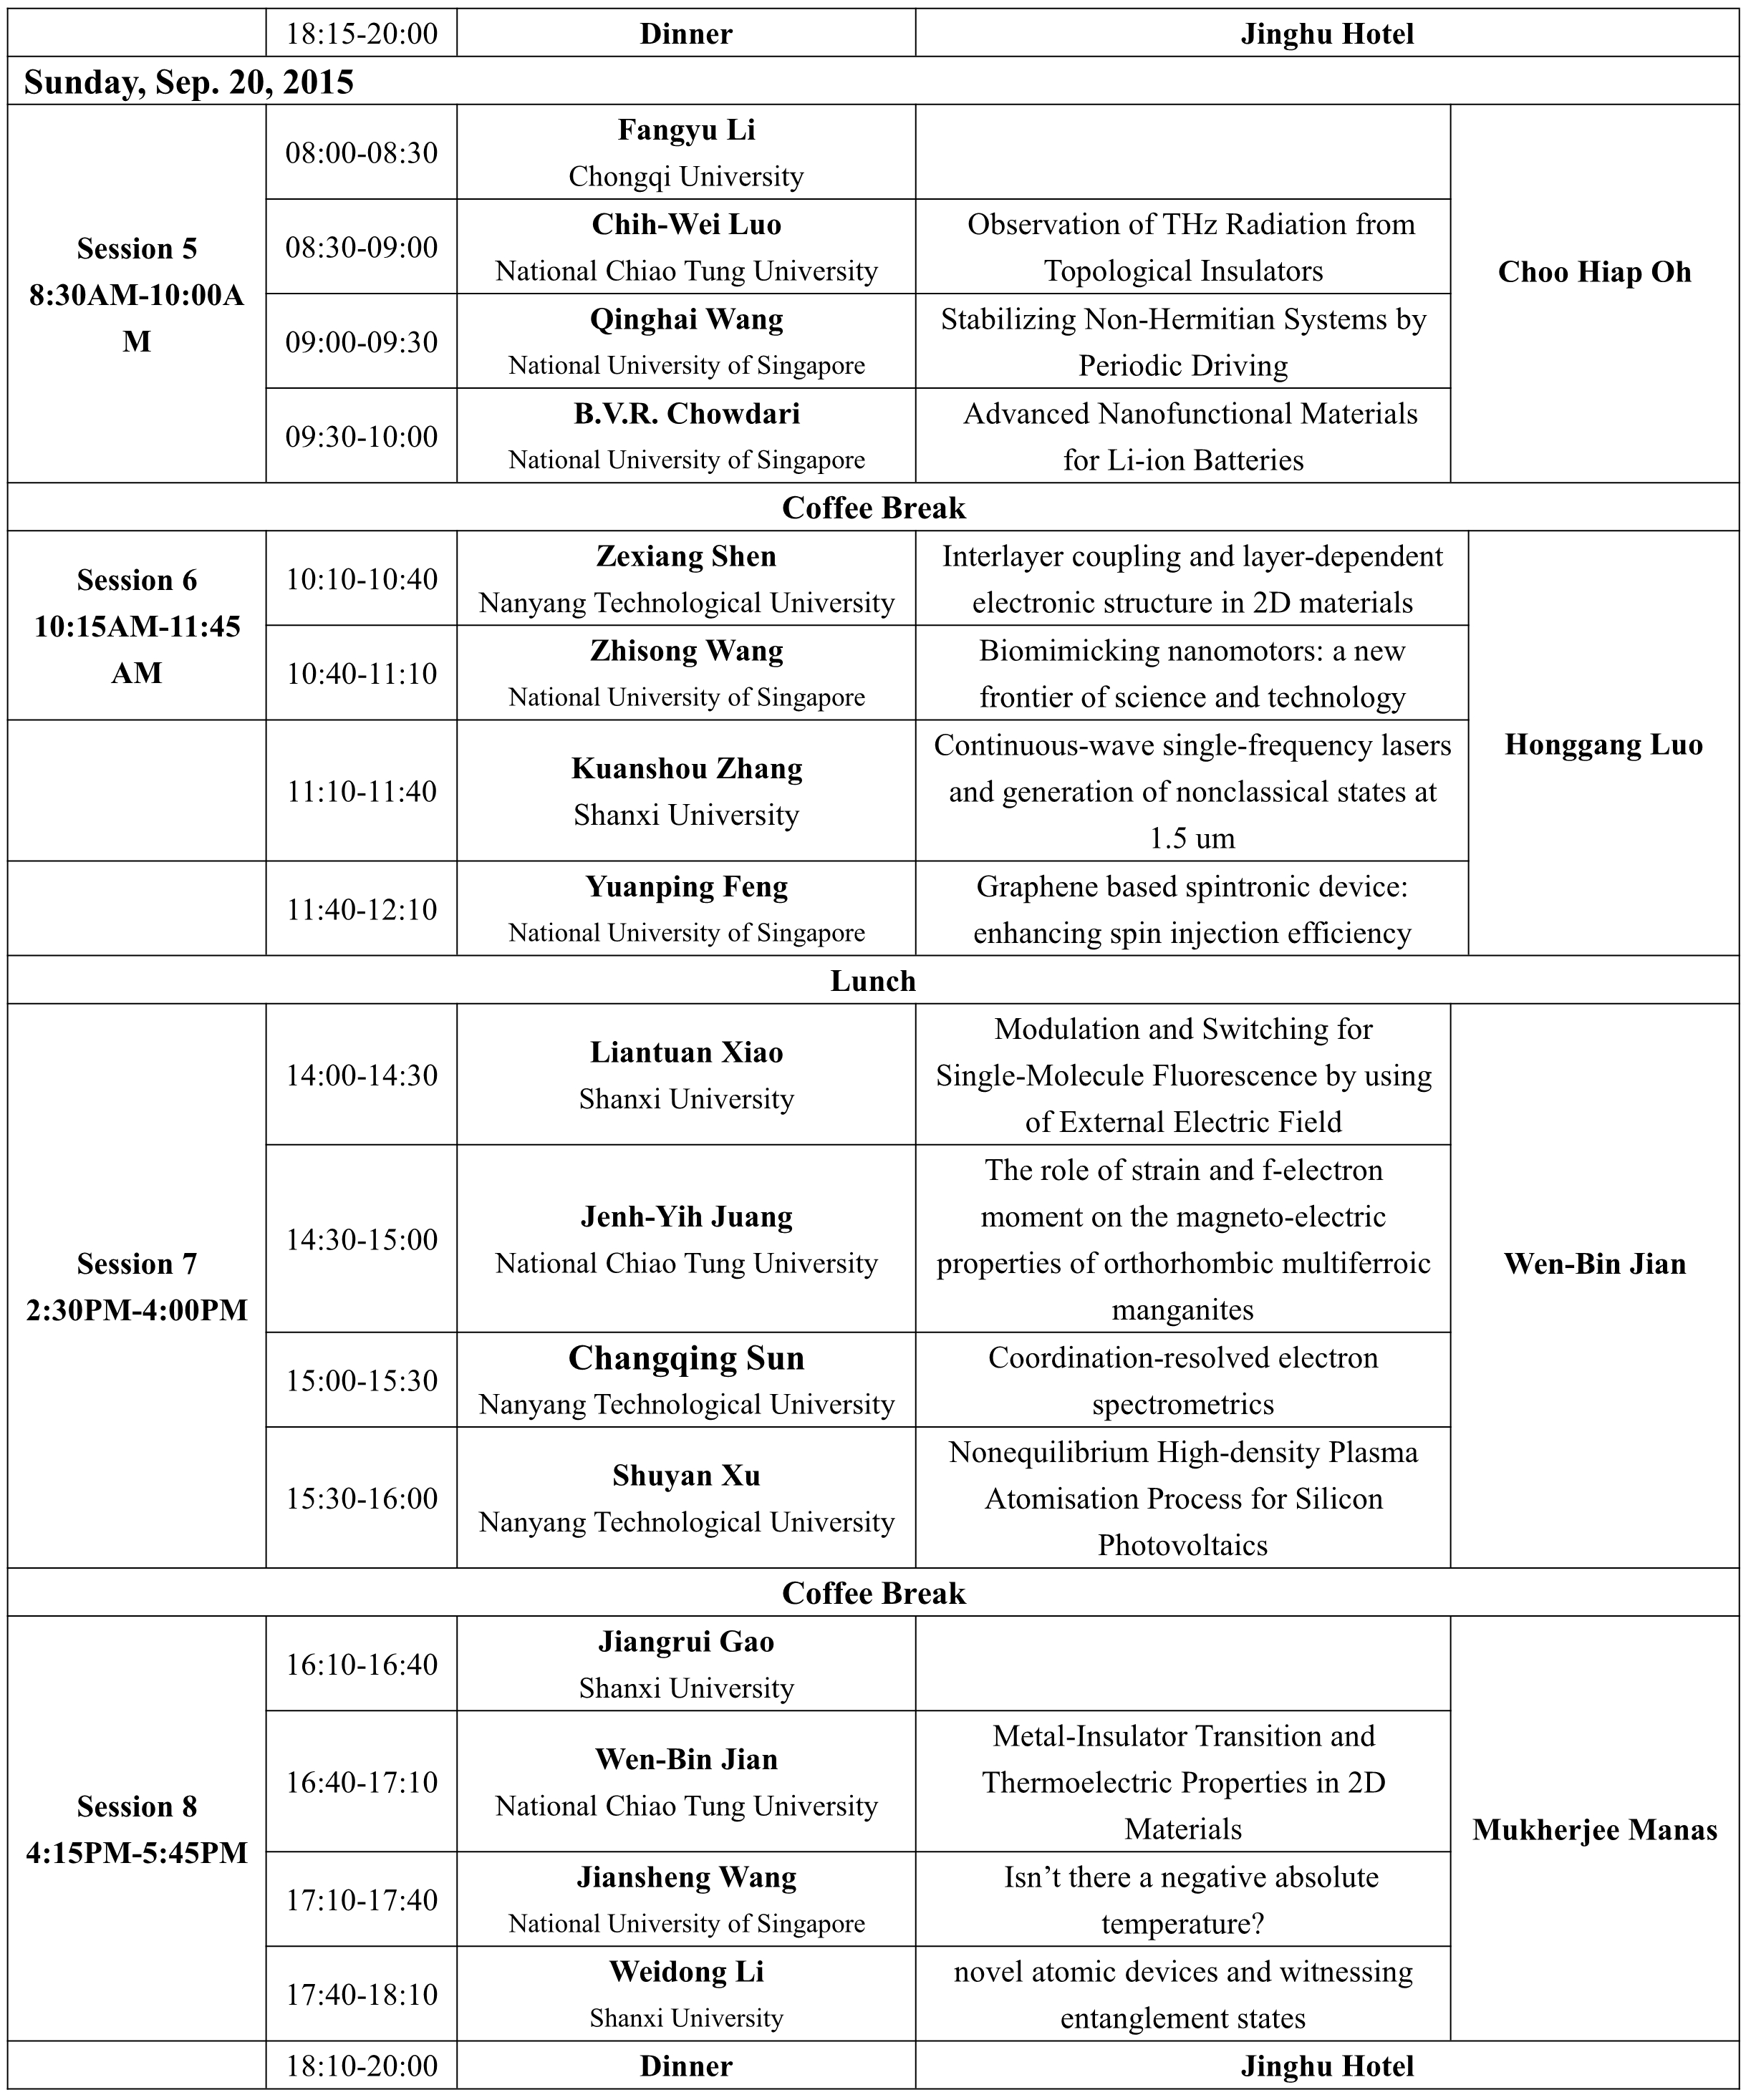 18:15-20:00 Dinner Jinghu Hotel
Sunday, Sep. 20, 2015
Session 5
8:30AM-10:00A
M
08:00-08:30
Fangyu Li
Chongqi University
08:30-09:00
Chih-Wei Luo
National Chiao Tung University
Observation of THz Radiation from
Topological Insulators
09:00-09:30
Qinghai Wang
National University of Singapore
Stabilizing Non-Hermitian Systems by
Periodic Driving
09:30-10:00
B.V.R. Chowdari
National University of Singapore
Advanced Nanofunctional Materials
for Li-ion Batteries
Choo Hiap Oh
Coffee Break
Session 6
10:15AM-11:45
AM
10:10-10:40
Zexiang Shen
Nanyang Technological University
Interlayer coupling and layer-dependent
electronic structure in 2D materials
10:40-11:10
Zhisong Wang
National University of Singapore
Biomimicking nanomotors: a new
frontier of science and technology
11:10-11:40
Kuanshou Zhang
Shanxi University
Continuous-wave single-frequency lasers
and generation of nonclassical states at
1.5 um
11:40-12:10
Yuanping Feng
National University of Singapore
Graphene based spintronic device:
enhancing spin injection efficiency
Honggang Luo
Lunch
Session 7
2:30PM-4:00PM
14:00-14:30
Liantuan Xiao
Shanxi University
Modulation and Switching for
Single-Molecule Fluorescence by using
of External Electric Field
14:30-15:00
Jenh-Yih Juang
National Chiao Tung University
The role of strain and f-electron
moment on the magneto-electric
properties of orthorhombic multiferroic
manganites
15:00-15:30
Changqing Sun
Nanyang Technological University
Coordination-resolved electron
spectrometrics
15:30-16:00
Shuyan Xu
Nanyang Technological University
Nonequilibrium High-density Plasma
Atomisation Process for Silicon
Photovoltaics
Wen-Bin Jian
Coffee Break
Session 8
4:15PM-5:45PM
16:10-16:40
Jiangrui Gao
Shanxi University
16:40-17:10
Wen-Bin Jian
National Chiao Tung University
Metal-Insulator Transition and
Thermoelectric Properties in 2D
Materials
17:10-17:40
Jiansheng Wang
National University of Singapore
Isn’t there a negative absolute
temperature?
17:40-18:10
Weidong Li
Shanxi University
novel atomic devices and witnessing
entanglement states
Mukherjee Manas
18:10-20:00 Dinner Jinghu Hotel